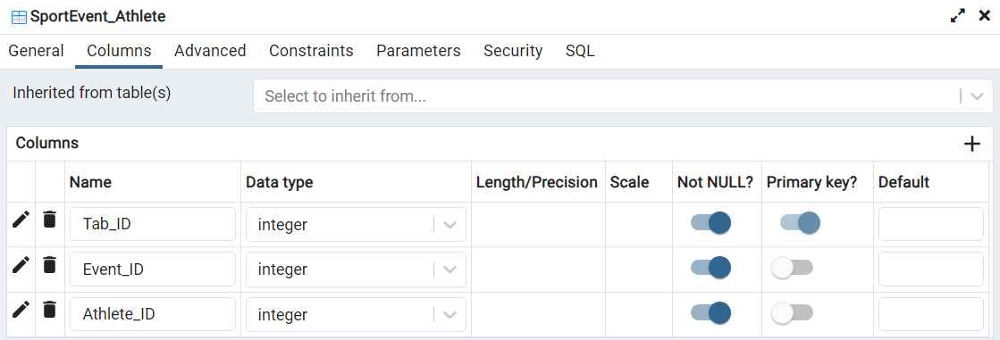 SportEvent_Athlete
General Columns Advanced Constraints Parameters Security SQL
Inherited from table(s) Select to inherit from...
Columns
Name Data type Length/Precision Scale Not NULL? Primary key? Default
Tab_ID integer
Event_ID integer
Athlete_ID integer